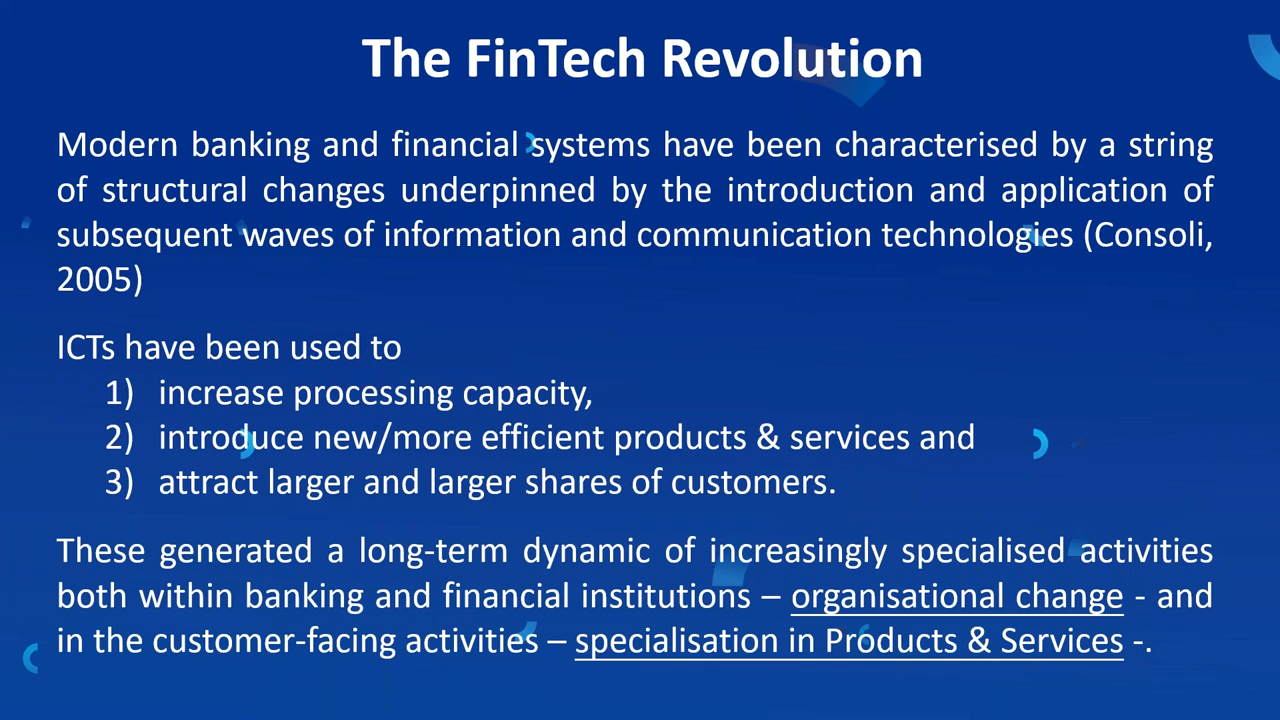 The FinTech Revolution
Modern banking and financial systems have been characterised by a string
of structural changes underpinned by the introduction and application of
subsequent waves of information and communication technologies (Consoli,
2005)
ICTs have been used to
1) increase processing capacity,
2) introduce new/more efficient products & services and
3) attract larger and larger shares of customers.
These generated a long-term dynamic of increasingly specialised activities
both within banking and financial institutions – organisational change - and
in the customer-facing activities – specialisation in Products & Services -.